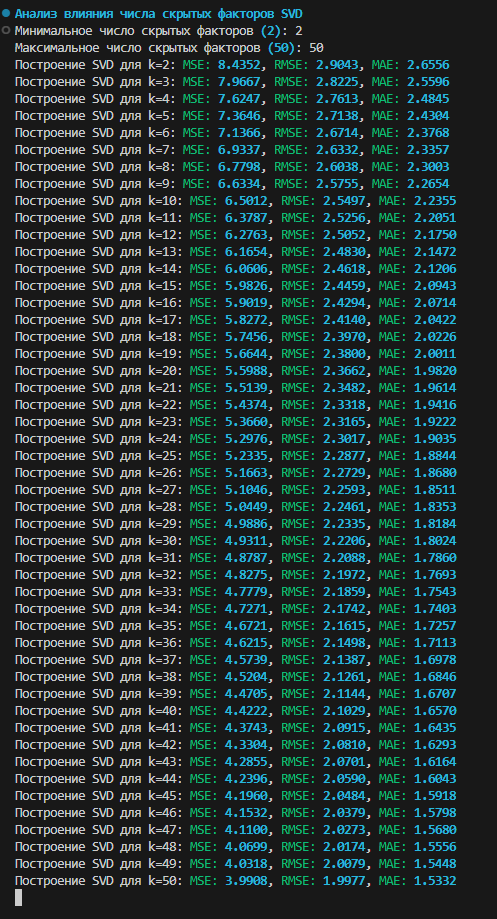 Анализ влияния числа скрытых факторов SVD
Минимальное число скрытых факторов (2): 2
Максимальное число скрытых факторов (50): 50
Построение SVD для k=2: MSE: 8.4352, RMSE: 2.9043, MAE: 2.6556
Построение SVD для k=3: MSE: 7.9667, RMSE: 2.8225, MAE: 2.5596
Построение SVD для k=4: MSE: 7.6247, RMSE: 2.7613, MAE: 2.4845
Построение SVD для k=5: MSE: 7.3646, RMSE: 2.7138, MAE: 2.4304
Построение SVD для k=6: MSE: 7.1366, RMSE: 2.6714, MAE: 2.3768
Построение SVD для k=7: MSE: 6.9337, RMSE: 2.6332, MAE: 2.3357
Построение SVD для k=8: MSE: 6.7798, RMSE: 2.6038, MAE: 2.3003
Построение SVD для k=9: MSE: 6.6334, RMSE: 2.5755, MAE: 2.2654
Построение SVD для k=10: MSE: 6.5012, RMSE: 2.5497, MAE: 2.2355
Построение SVD для k=11: MSE: 6.3787, RMSE: 2.5256, MAE: 2.2051
Построение SVD для k=12: MSE: 6.2763, RMSE: 2.5052, MAE: 2.1750
Построение SVD для k=13: MSE: 6.1654, RMSE: 2.4830, MAE: 2.1472
Построение SVD для k=14: MSE: 6.0606, RMSE: 2.4618, MAE: 2.1206
Построение SVD для k=15: MSE: 5.9826, RMSE: 2.4459, MAE: 2.0943
Построение SVD для k=16: MSE: 5.9019, RMSE: 2.4294, MAE: 2.0714
Построение SVD для k=17: MSE: 5.8272, RMSE: 2.4140, MAE: 2.0422
Построение SVD для k=18: MSE: 5.7456, RMSE: 2.3970, MAE: 2.0226
Построение SVD для k=19: MSE: 5.6644, RMSE: 2.3800, MAE: 2.0011
Построение SVD для k=20: MSE: 5.5988, RMSE: 2.3662, MAE: 1.9820
Построение SVD для k=21: MSE: 5.5139, RMSE: 2.3482, MAE: 1.9614
Построение SVD для k=22: MSE: 5.4374, RMSE: 2.3318, MAE: 1.9416
Построение SVD для k=23: MSE: 5.3660, RMSE: 2.3165, MAE: 1.9222
Построение SVD для k=24: MSE: 5.2976, RMSE: 2.3017, MAE: 1.9035
Построение SVD для k=25: MSE: 5.2335, RMSE: 2.2877, MAE: 1.8844
Построение SVD для k=26: MSE: 5.1663, RMSE: 2.2729, MAE: 1.8680
Построение SVD для k=27: MSE: 5.1046, RMSE: 2.2593, MAE: 1.8511
Построение SVD для k=28: MSE: 5.0449, RMSE: 2.2461, MAE: 1.8353
Построение SVD для k=29: MSE: 4.9886, RMSE: 2.2335, MAE: 1.8184
Построение SVD для k=30: MSE: 4.9311, RMSE: 2.2206, MAE: 1.8024
Построение SVD для k=31: MSE: 4.8787, RMSE: 2.2088, MAE: 1.7860
Построение SVD для k=32: MSE: 4.8275, RMSE: 2.1972, MAE: 1.7693
Построение SVD для k=33: MSE: 4.7779, RMSE: 2.1859, MAE: 1.7543
Построение SVD для k=34: MSE: 4.7271, RMSE: 2.1742, MAE: 1.7403
Построение SVD для k=35: MSE: 4.6721, RMSE: 2.1615, MAE: 1.7257
Построение SVD для k=36: MSE: 4.6215, RMSE: 2.1498, MAE: 1.7113
Построение SVD для k=37: MSE: 4.5739, RMSE: 2.1387, MAE: 1.6978
Построение SVD для k=38: MSE: 4.5204, RMSE: 2.1261, MAE: 1.6846
Построение SVD для k=39: MSE: 4.4705, RMSE: 2.1144, MAE: 1.6707
Построение SVD для k=40: MSE: 4.4222, RMSE: 2.1029, MAE: 1.6570
Построение SVD для k=41: MSE: 4.3743, RMSE: 2.0915, MAE: 1.6435
Построение SVD для k=42: MSE: 4.3304, RMSE: 2.0810, MAE: 1.6293
Построение SVD для k=43: MSE: 4.2855, RMSE: 2.0701, MAE: 1.6164
Построение SVD для k=44: MSE: 4.2396, RMSE: 2.0590, MAE: 1.6043
Построение SVD для k=45: MSE: 4.1960, RMSE: 2.0484, MAE: 1.5918
Построение SVD для k=46: MSE: 4.1532, RMSE: 2.0379, MAE: 1.5798
Построение SVD для k=47: MSE: 4.1100, RMSE: 2.0273, MAE: 1.5680
Построение SVD для k=48: MSE: 4.0699, RMSE: 2.0174, MAE: 1.5556
Построение SVD для k=49: MSE: 4.0318, RMSE: 2.0079, MAE: 1.5448
Построение SVD для k=50: MSE: 3.9908, RMSE: 1.9977, MAE: 1.5332